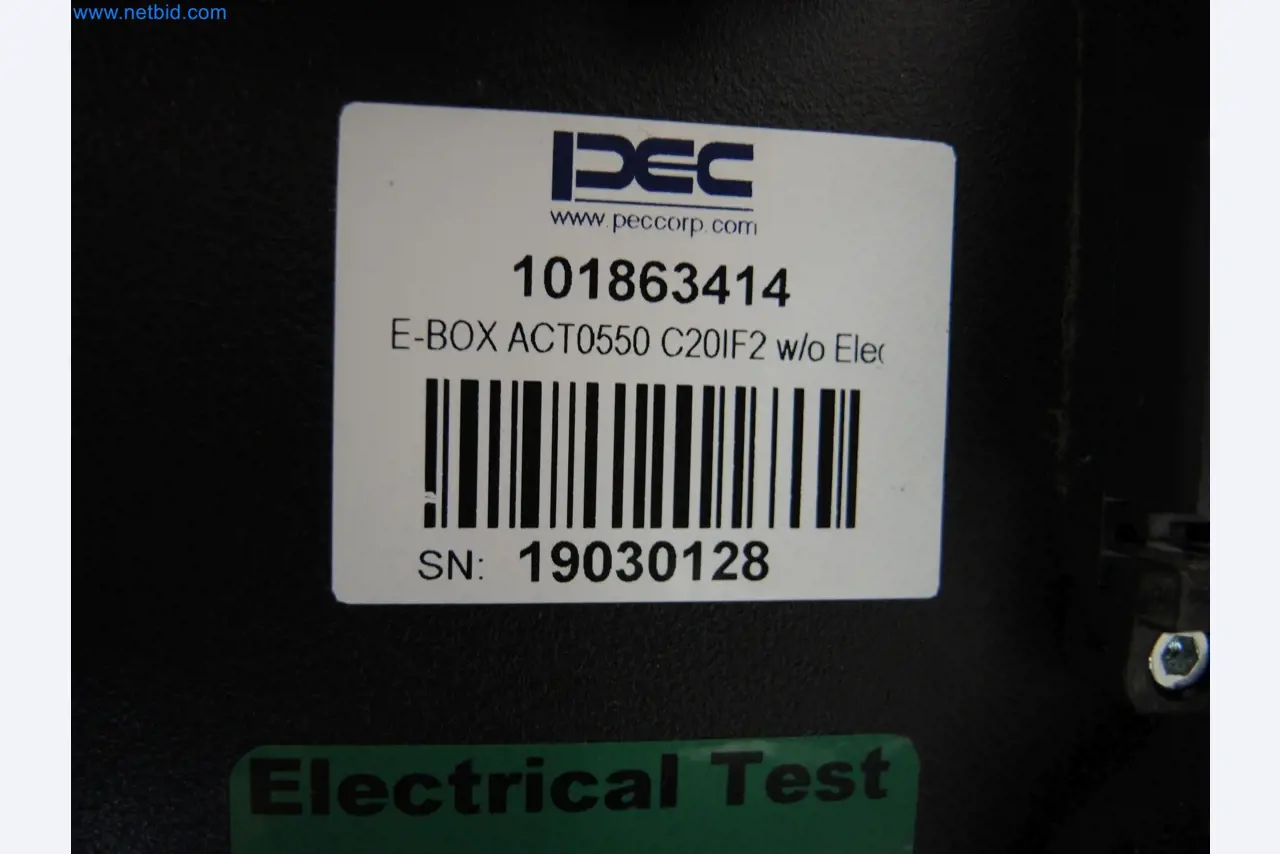 www.netbid.com
PEC
www.peccorp.com
101863414
E-BOX ACT0550 C20IF2 w/o Elec
SN: 19030128
Electrical Test